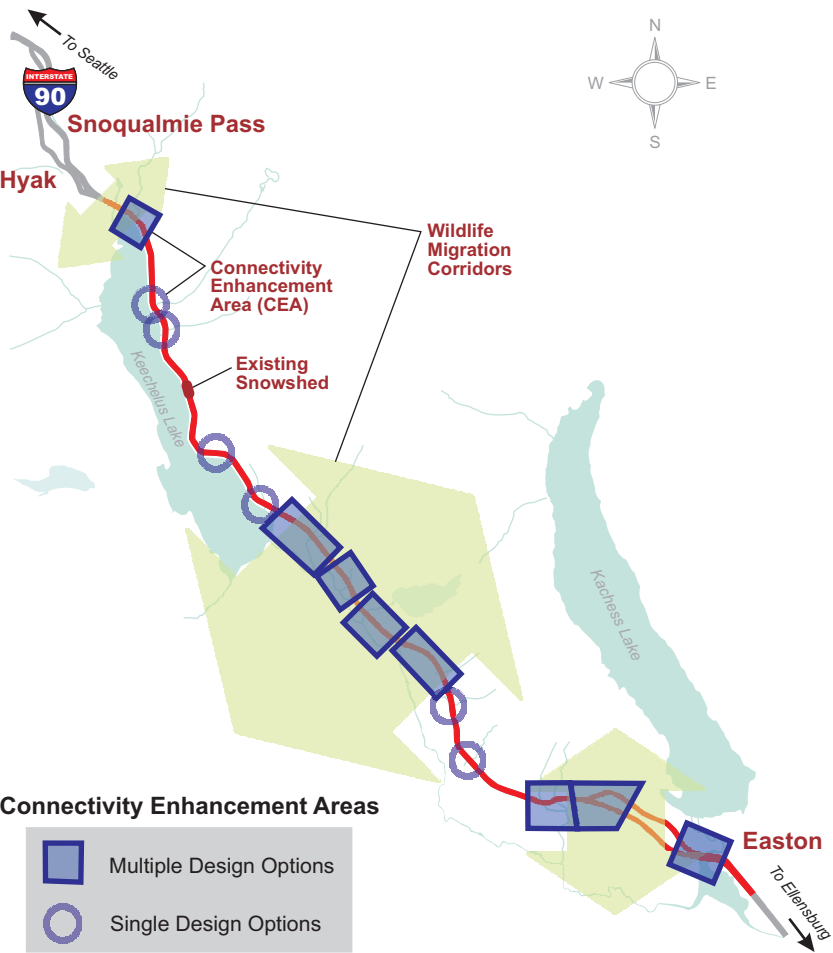 To Seattle
N
W
E
S
INTERSTATE
90
Snoqualmie Pass
Hyak
Wildlife
Migration
Corridors
Connectivity
Enhancement
Area (CEA)
Existing
Snowshed
Keechelus Lake
Kachess Lake
Connectivity Enhancement Areas
Easton
Multiple Design Options
To Ellensburg
Single Design Options